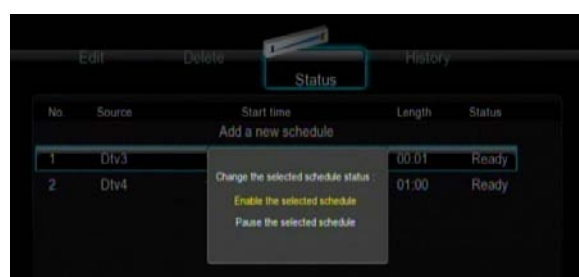 Edit Delete Status History
No. Source Start time Length Status
Add a new schedule
1 Dtv3 00:01 Ready
2 Dtv4 01:00 Ready
Change the selected schedule status :
Enable the selected schedule
Pause the selected schedule